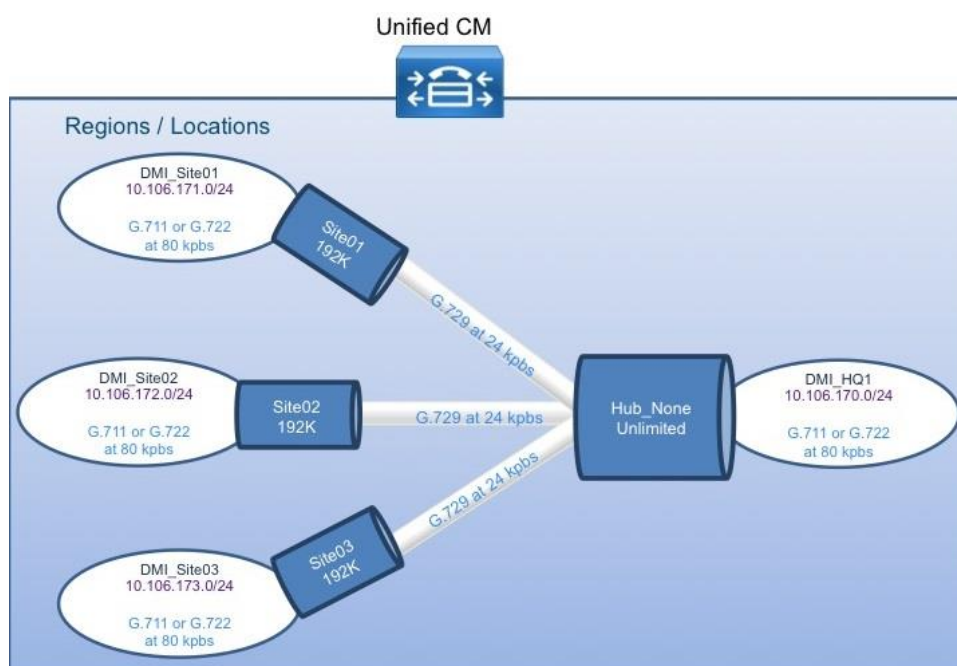 Unified CM
Regions / Locations
DMI_Site01
10.106.171.0/24
G.711 or G.722
at 80 kpbs
Site01
192K
G.729 at 24 kpbs
DMI_Site02
10.106.172.0/24
G.711 or G.722
at 80 kpbs
Site02
192K
G.729 at 24 kpbs
Hub_None
Unlimited
DMI_HQ1
10.106.170.0/24
G.711 or G.722
at 80 kpbs
G.729 at 24 kpbs
Site03
192K
DMI_Site03
10.106.173.0/24
G.711 or G.722
at 80 kpbs